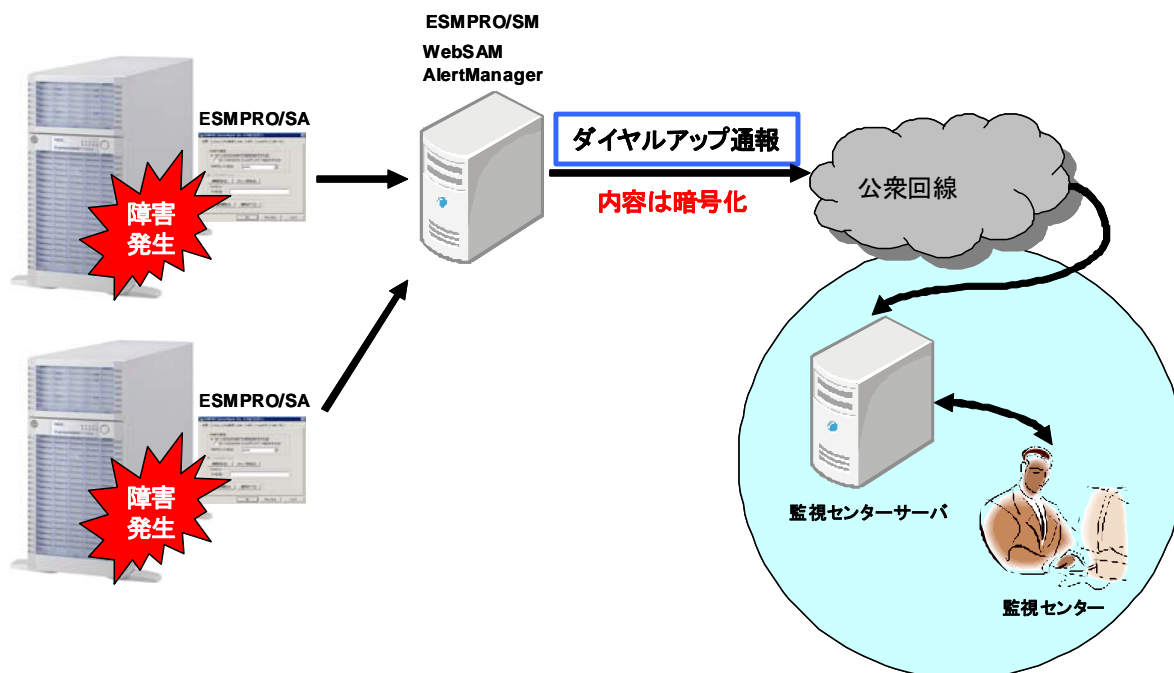 ESMPRO/SM
WebSAM
AlertManager
ESMPRO/SA
障害
発生
ダイヤルアップ通報
内容は暗号化
公衆回線
ESMPRO/SA
障害
発生
監視センターサーバ
監視センター